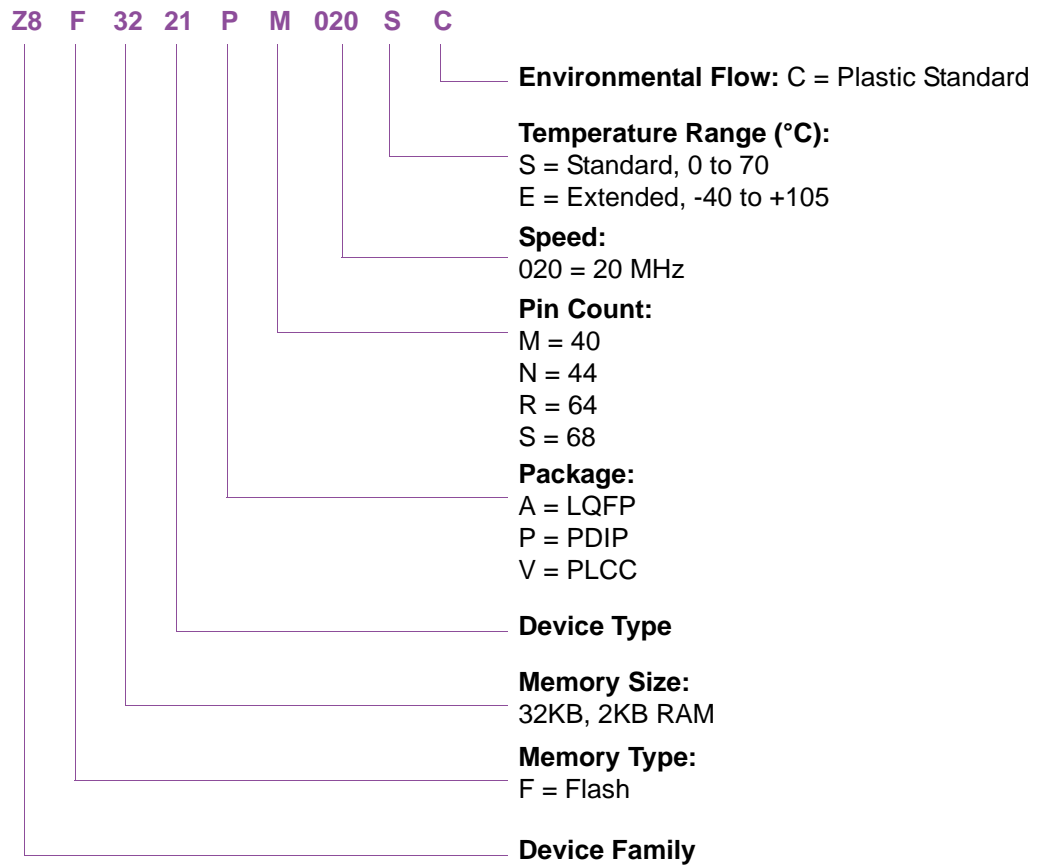 Z8 F 32 21 P M 020 S C
Environmental Flow: C = Plastic Standard
Temperature Range (°C):
S = Standard, 0 to 70
E = Extended, -40 to +105
Speed:
020 = 20 MHz
Pin Count:
M = 40
N = 44
R = 64
S = 68
Package:
A = LQFP
P = PDIP
V = PLCC
Device Type
Memory Size:
32KB, 2KB RAM
Memory Type:
F = Flash
Device Family